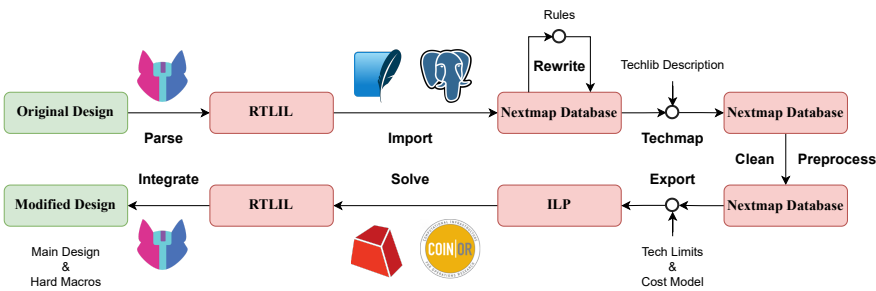 Rules
Rewrite
Techlib Description
Original Design
RTLIL
Nextmap Database
Nextmap Database
Parse
Import
Techmap
Clean
Preprocess
Integrate
Solve
Export
Modified Design
RTLIL
ILP
Nextmap Database
Main Design
&
Hard Macros
COIN|OR
Tech Limits
&
Cost Model